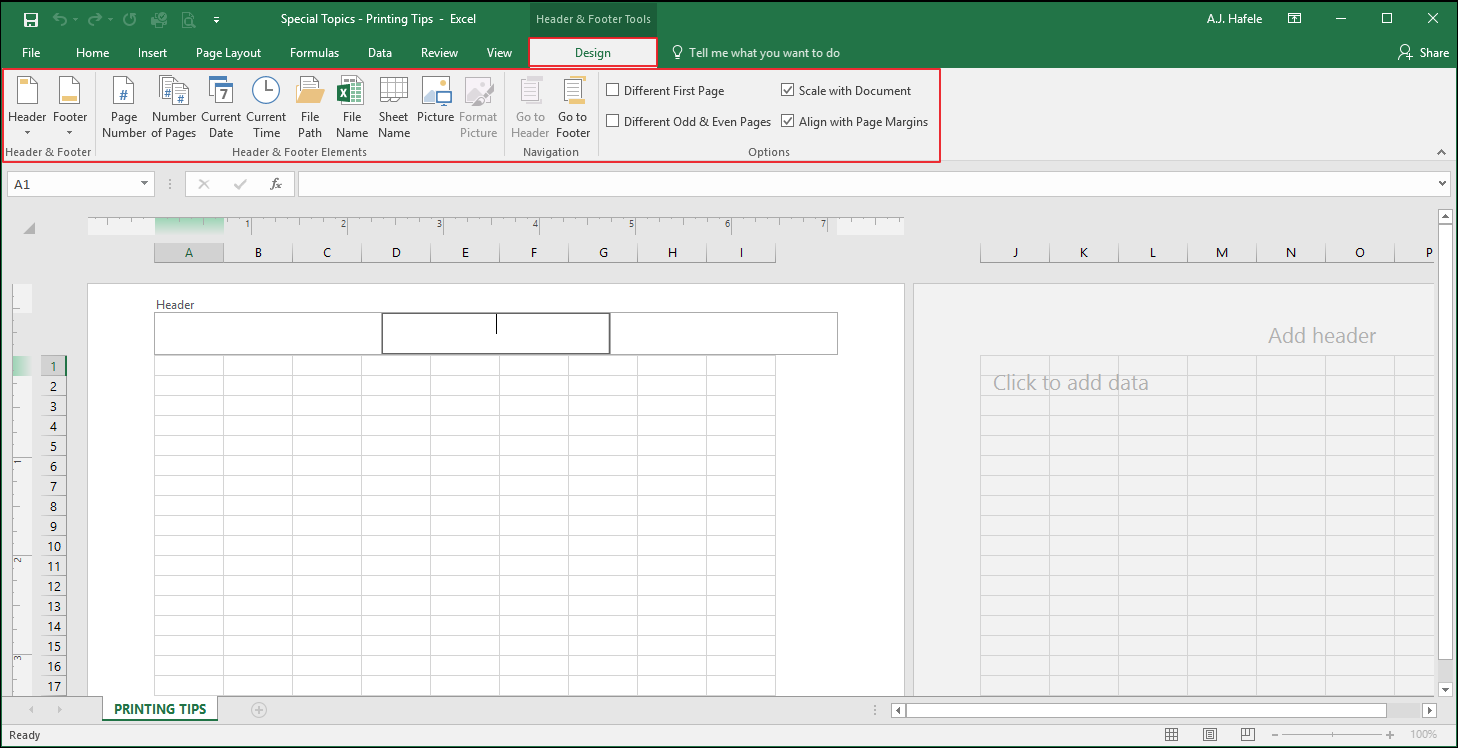 Special Topics - Printing Tips - Excel
Header & Footer Tools
A.J. Hafele
File Home Insert Page Layout Formulas Data Review View Design Tell me what you want to do Share
Header
Footer
Header & Footer
Page
Number
Number
of Pages
Current
Date
Current
Time
File
Path
File
Name
Sheet
Name
Picture
Format
Picture
Header & Footer Elements
Go to
Header
Go to
Footer
Navigation
Different First Page
Different Odd & Even Pages
Scale with Document
Align with Page Margins
Options
A1
fx
1 2 3 4 5 6 7
A B C D E F G H I J K L M N O P
Header
Add header
Click to add data
1
2
3
4
5
6
7
8
9
10
11
12
13
14
15
16
17
1
2
3
PRINTING TIPS
Ready
100%